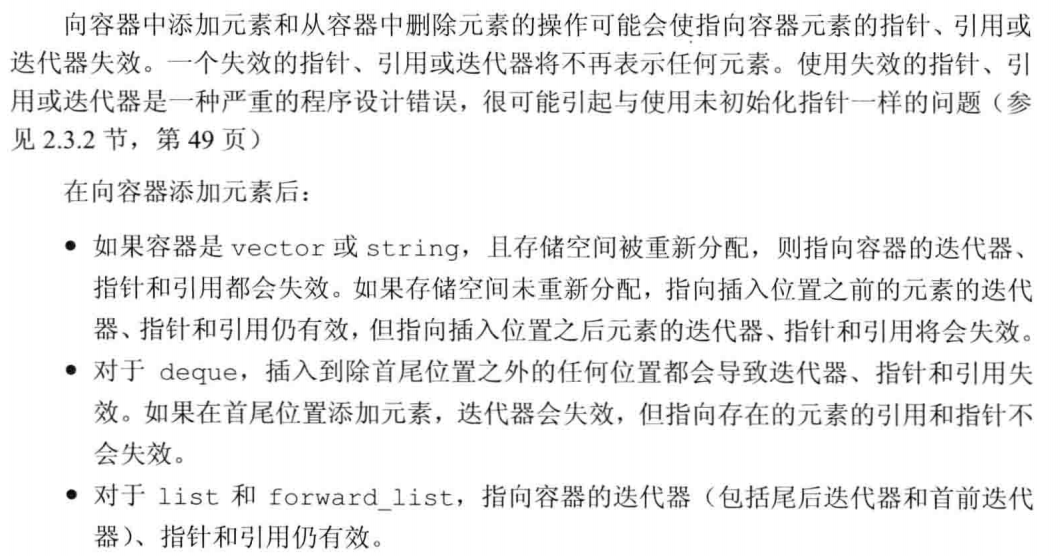 向容器中添加元素和从容器中删除元素的操作可能会使指向容器元素的指针、引用或
迭代器失效。一个失效的指针、引用或迭代器将不再表示任何元素。使用失效的指针、引
用或迭代器是一种严重的程序设计错误，很可能引起与使用未初始化指针一样的问题（参
见 2.3.2 节，第 49 页）
在向容器添加元素后：
● 如果容器是 vector 或 string，且存储空间被重新分配，则指向容器的迭代器、
指针和引用都会失效。如果存储空间未重新分配，指向插入位置之前的元素的迭代
器、指针和引用仍有效，但指向插入位置之后元素的迭代器、指针和引用将会失效。
● 对于 deque，插入到除首尾位置之外的任何位置都会导致迭代器、指针和引用失
效。如果在首尾位置添加元素，迭代器会失效，但指向存在的元素的引用和指针不
会失效。
● 对于 list 和 forward_list，指向容器的迭代器（包括尾后迭代器和首前迭代
器）、指针和引用仍有效。